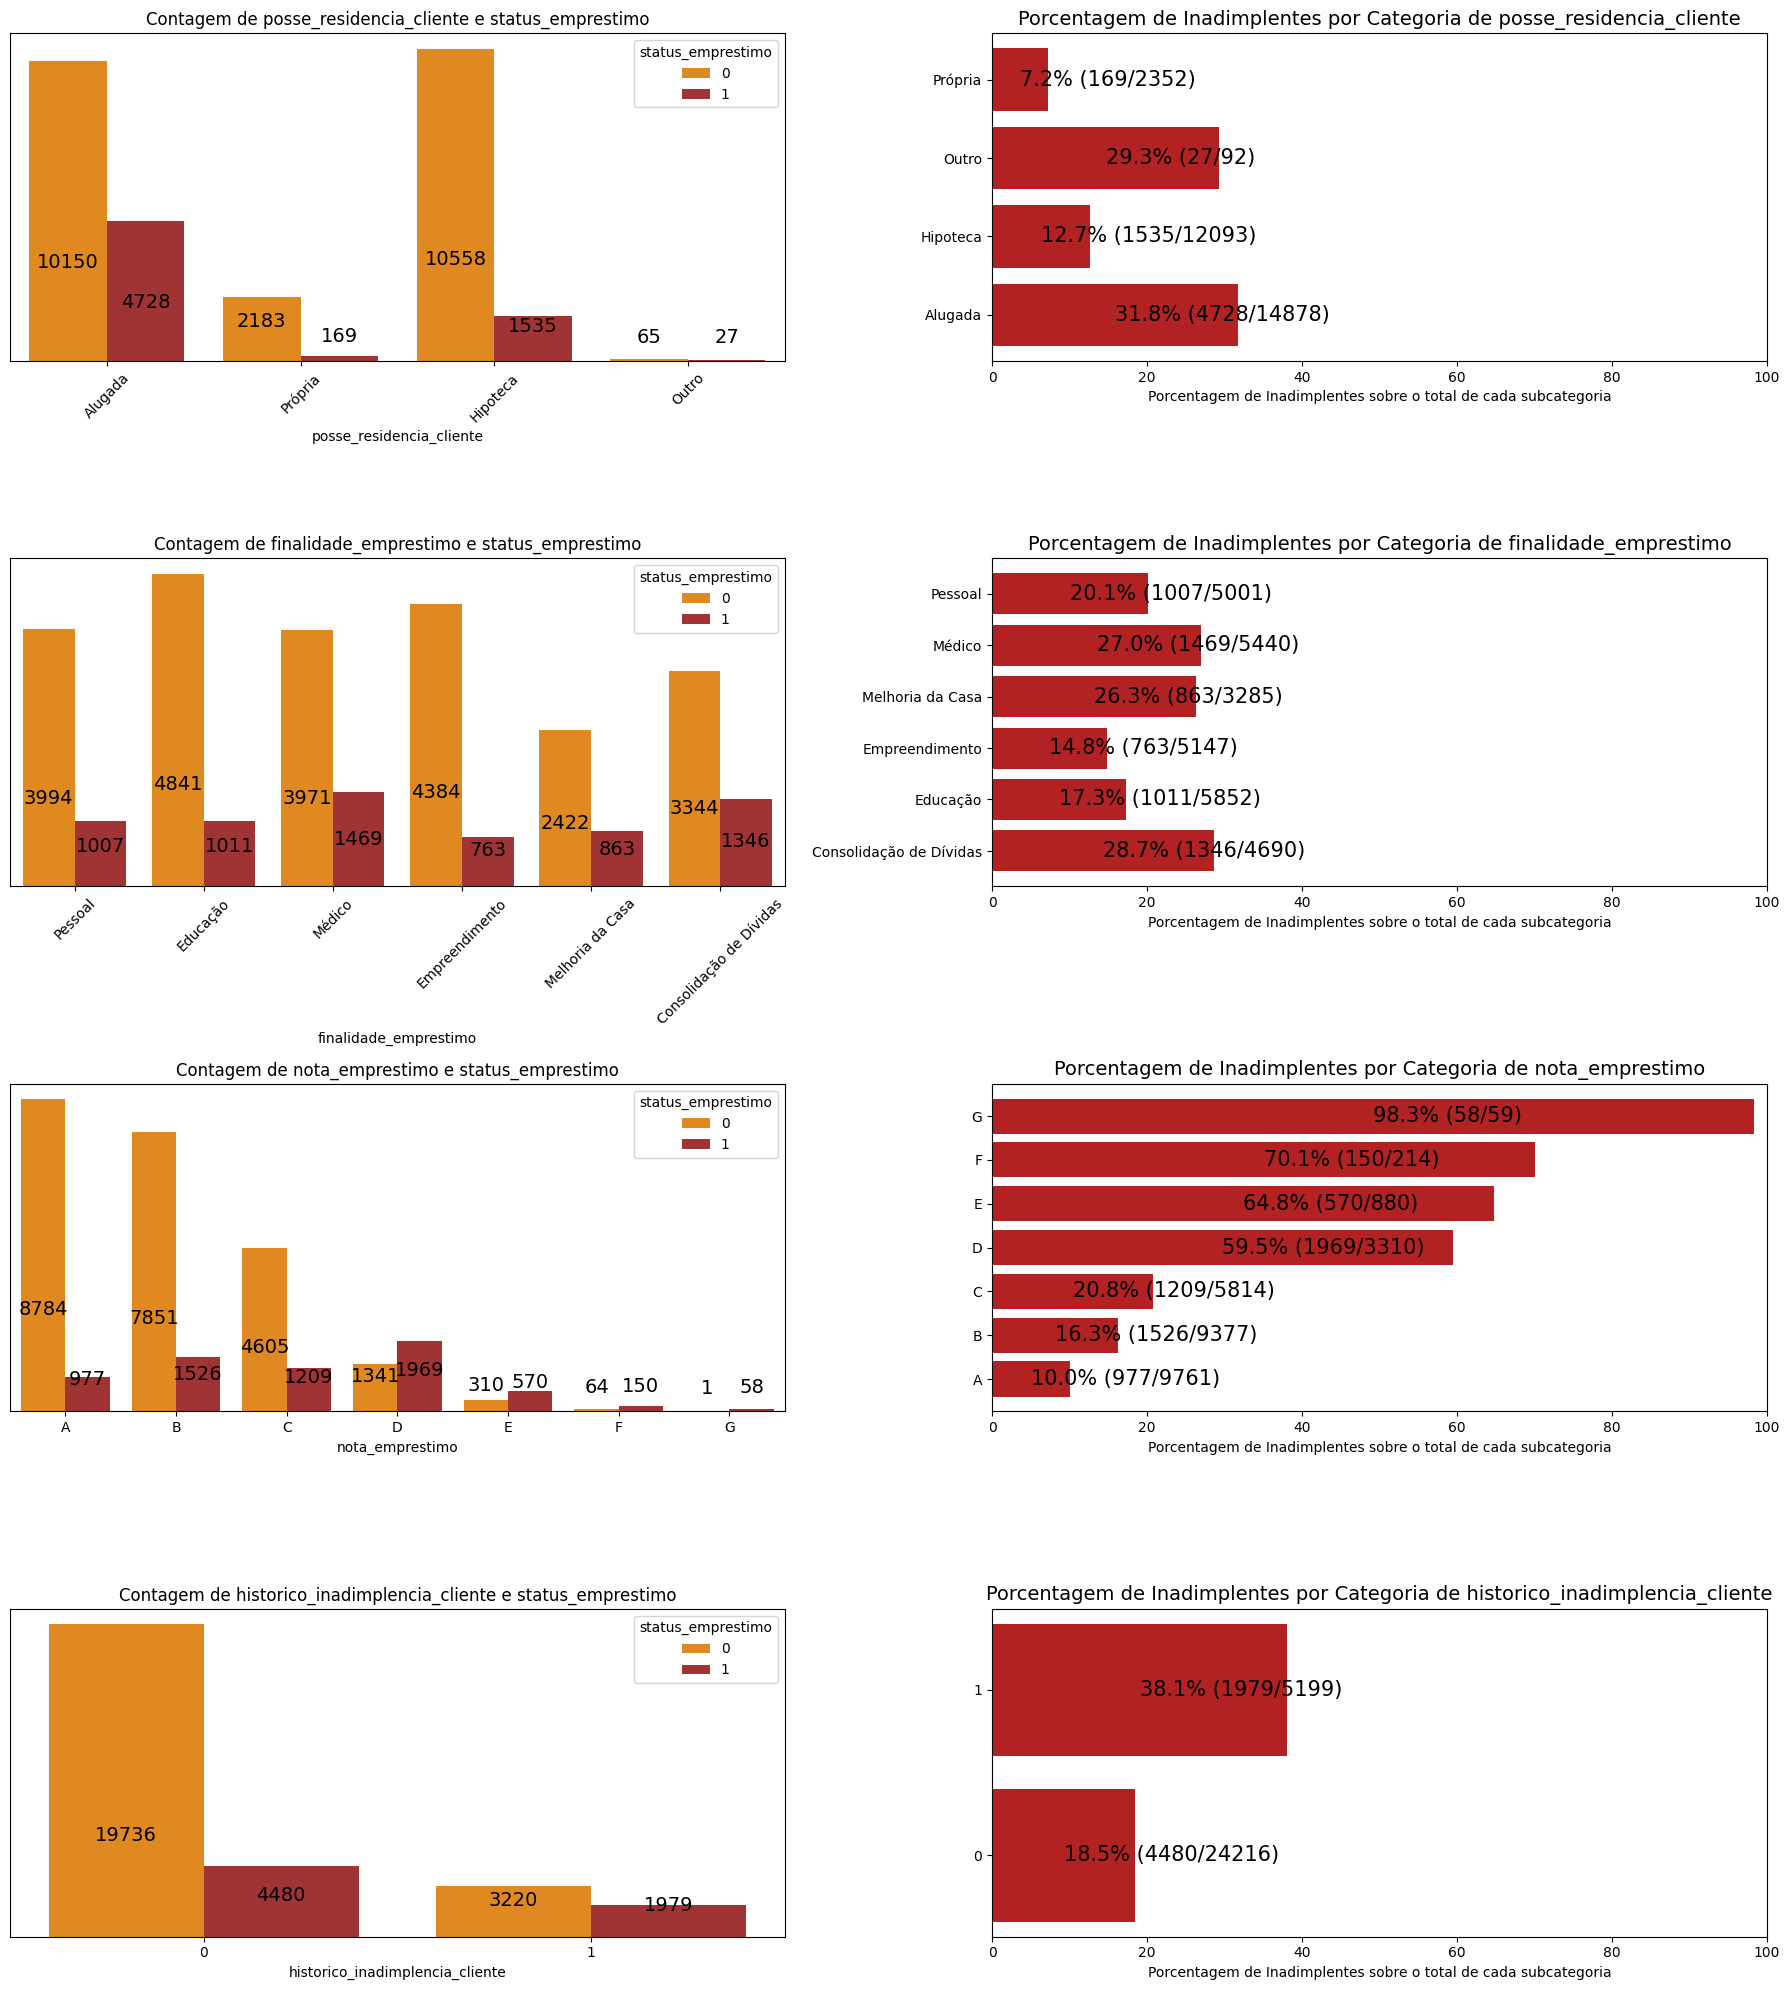 Contagem de posse_residencia_cliente e status_emprestimo
status_emprestimo
0
1
10150
4728
2183
169
10558
1535
65
27
Alugada
Própria
Hipoteca
Outro
posse_residencia_cliente
Porcentagem de Inadimplentes por Categoria de posse_residencia_cliente
Própria
7.2% (169/2352)
Outro
29.3% (27/92)
Hipoteca
12.7% (1535/12093)
Alugada
31.8% (4728/14878)
0 20 40 60 80 100
Porcentagem de Inadimplentes sobre o total de cada subcategoria
Contagem de finalidade_emprestimo e status_emprestimo
status_emprestimo
0
1
3994
1007
4841
1011
3971
1469
4384
763
2422
863
3344
1346
Pessoal
Educação
Médico
Empreendimento
Melhoria da Casa
Consolidação de Dívidas
finalidade_emprestimo
Porcentagem de Inadimplentes por Categoria de finalidade_emprestimo
Pessoal
20.1% (1007/5001)
Médico
27.0% (1469/5440)
Melhoria da Casa
26.3% (863/3285)
Empreendimento
14.8% (763/5147)
Educação
17.3% (1011/5852)
Consolidação de Dívidas
28.7% (1346/4690)
0 20 40 60 80 100
Porcentagem de Inadimplentes sobre o total de cada subcategoria
Contagem de nota_emprestimo e status_emprestimo
status_emprestimo
0
1
8784
977
7851
1526
4605
1209
1341
1969
310
570
64
150
1
58
A B C D E F G
nota_emprestimo
Porcentagem de Inadimplentes por Categoria de nota_emprestimo
G
98.3% (58/59)
F
70.1% (150/214)
E
64.8% (570/880)
D
59.5% (1969/3310)
C
20.8% (1209/5814)
B
16.3% (1526/9377)
A
10.0% (977/9761)
0 20 40 60 80 100
Porcentagem de Inadimplentes sobre o total de cada subcategoria
Contagem de historico_inadimplencia_cliente e status_emprestimo
status_emprestimo
0
1
19736
4480
3220
1979
0 1
historico_inadimplencia_cliente
Porcentagem de Inadimplentes por Categoria de historico_inadimplencia_cliente
1
38.1% (1979/5199)
0
18.5% (4480/24216)
0 20 40 60 80 100
Porcentagem de Inadimplentes sobre o total de cada subcategoria